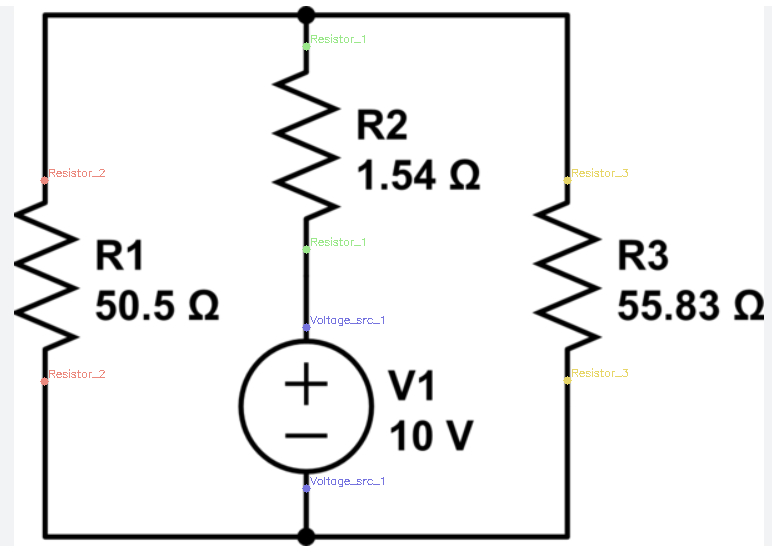 Resistor_1
R2
1.54 Ω
Resistor_2
Resistor_3
Resistor_1
R1
50.5 Ω
R3
55.83 Ω
Voltage_src_1
Resistor_2
Resistor_3
+
V1
10 V
−
Voltage_src_1